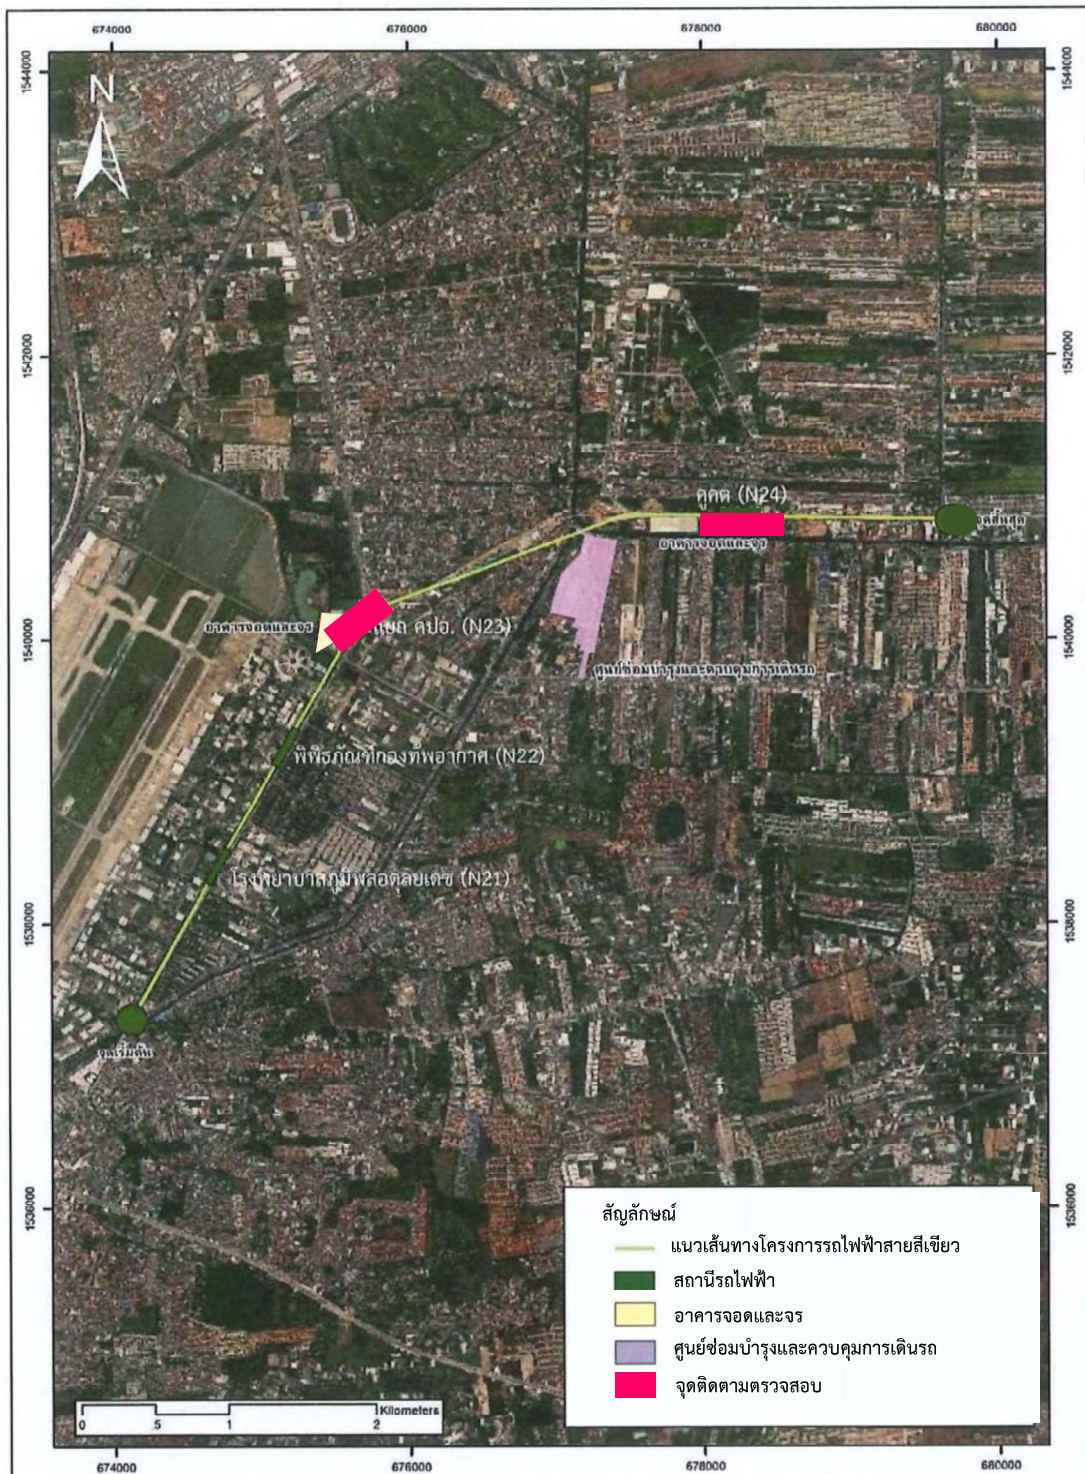 674000 676000 678000 680000
1544000 1544000
N
1542000 1542000
คูคต (N24)
จุดสิ้นสุด
อาคารจอดและจร
อาคารจอดและจร
แยก คปอ. (N23)
1540000 1540000
ศูนย์ซ่อมบำรุงและควบคุมการเดินรถ
พิพิธภัณฑ์กองทัพอากาศ (N22)
โรงพยาบาลภูมิพลอดุลยเดช (N21)
1538000 1538000
จุดเริ่มต้น
1536000 1536000
สัญลักษณ์
แนวเส้นทางโครงการรถไฟฟ้าสายสีเขียว
สถานีรถไฟฟ้า
อาคารจอดและจร
ศูนย์ซ่อมบำรุงและควบคุมการเดินรถ
จุดติดตามตรวจสอบ
Kilometers
0 .5 1 2
674000 676000 678000 680000